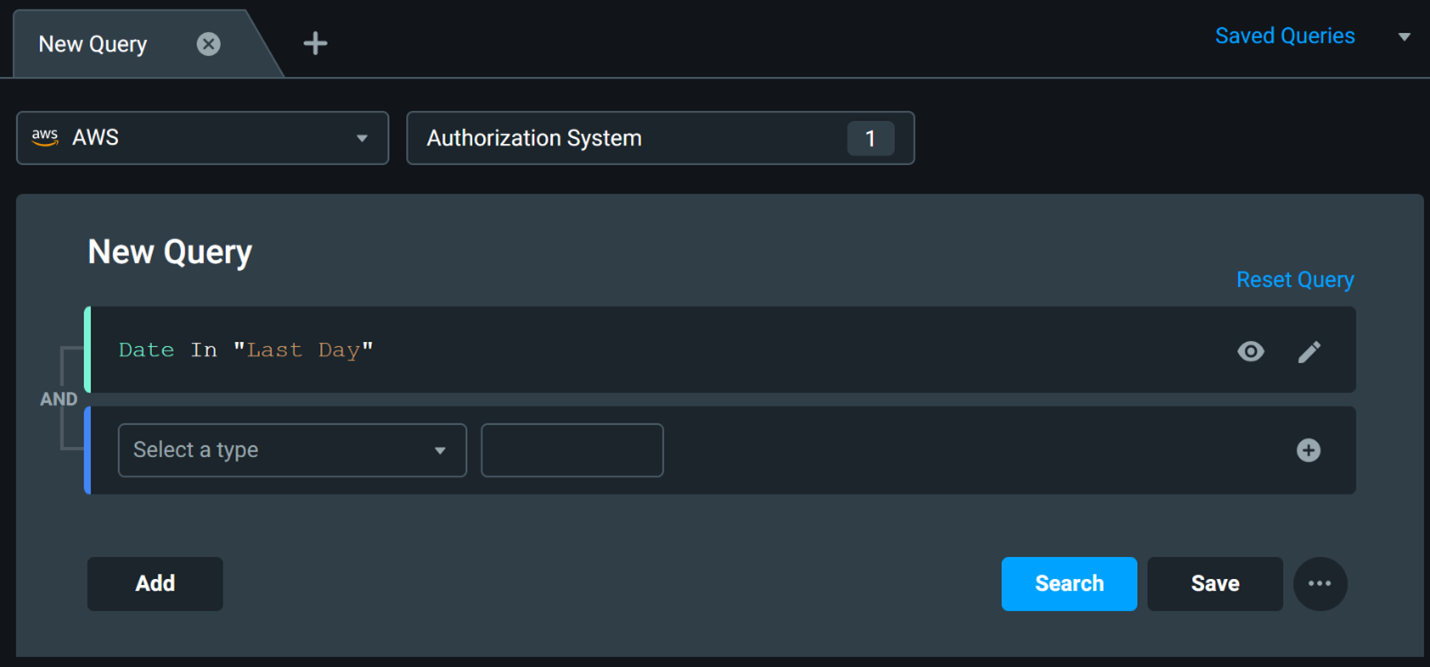 New Query
Saved Queries
aws AWS
Authorization System 1
New Query
Reset Query
Date In "Last Day"
AND
Select a type
Add Search Save